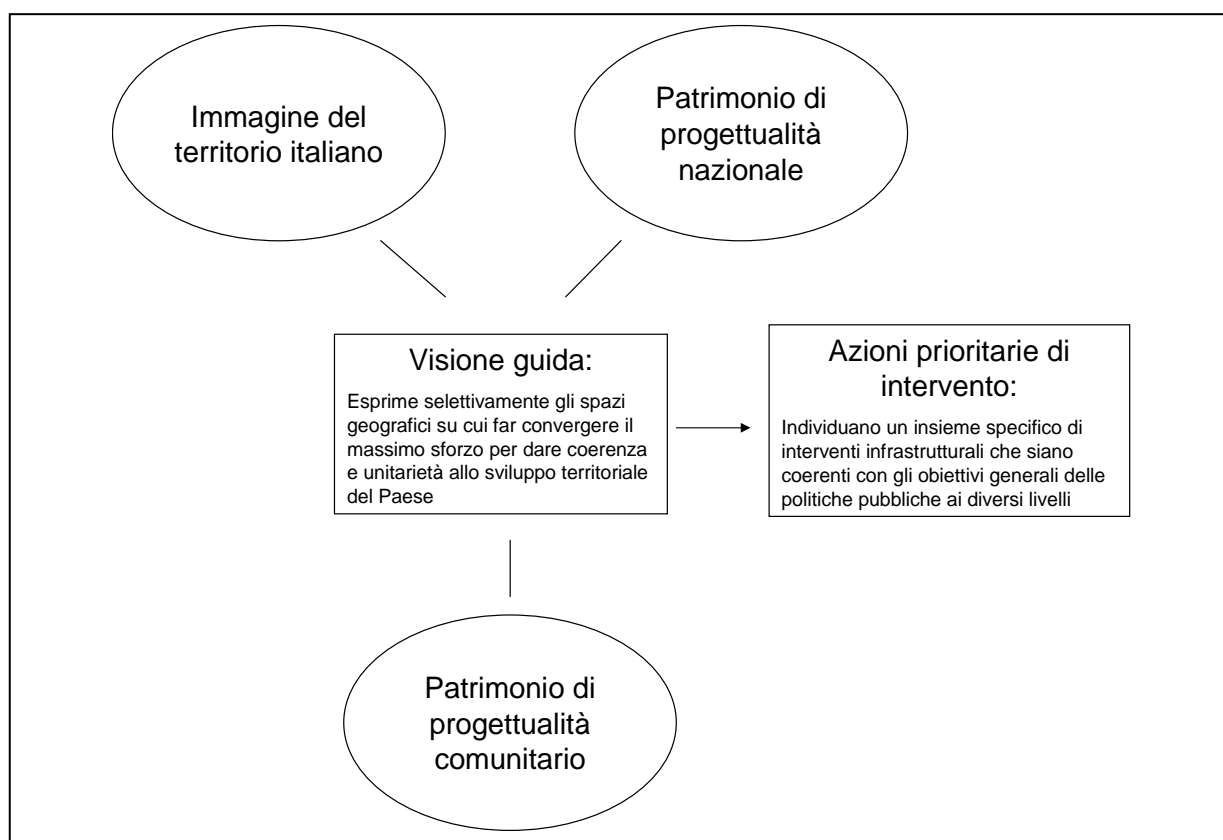 Immagine del
territorio italiano
Patrimonio di
progettualità
nazionale
Visione guida:
Esprime selettivamente gli spazi
geografici su cui far convergere il
massimo sforzo per dare coerenza
e unitarietà allo sviluppo territoriale
del Paese
Azioni prioritarie di
intervento:
Individuano un insieme specifico di
interventi infrastrutturali che siano
coerenti con gli obiettivi generali delle
politiche pubbliche ai diversi livelli
Patrimonio di
progettualità
comunitario